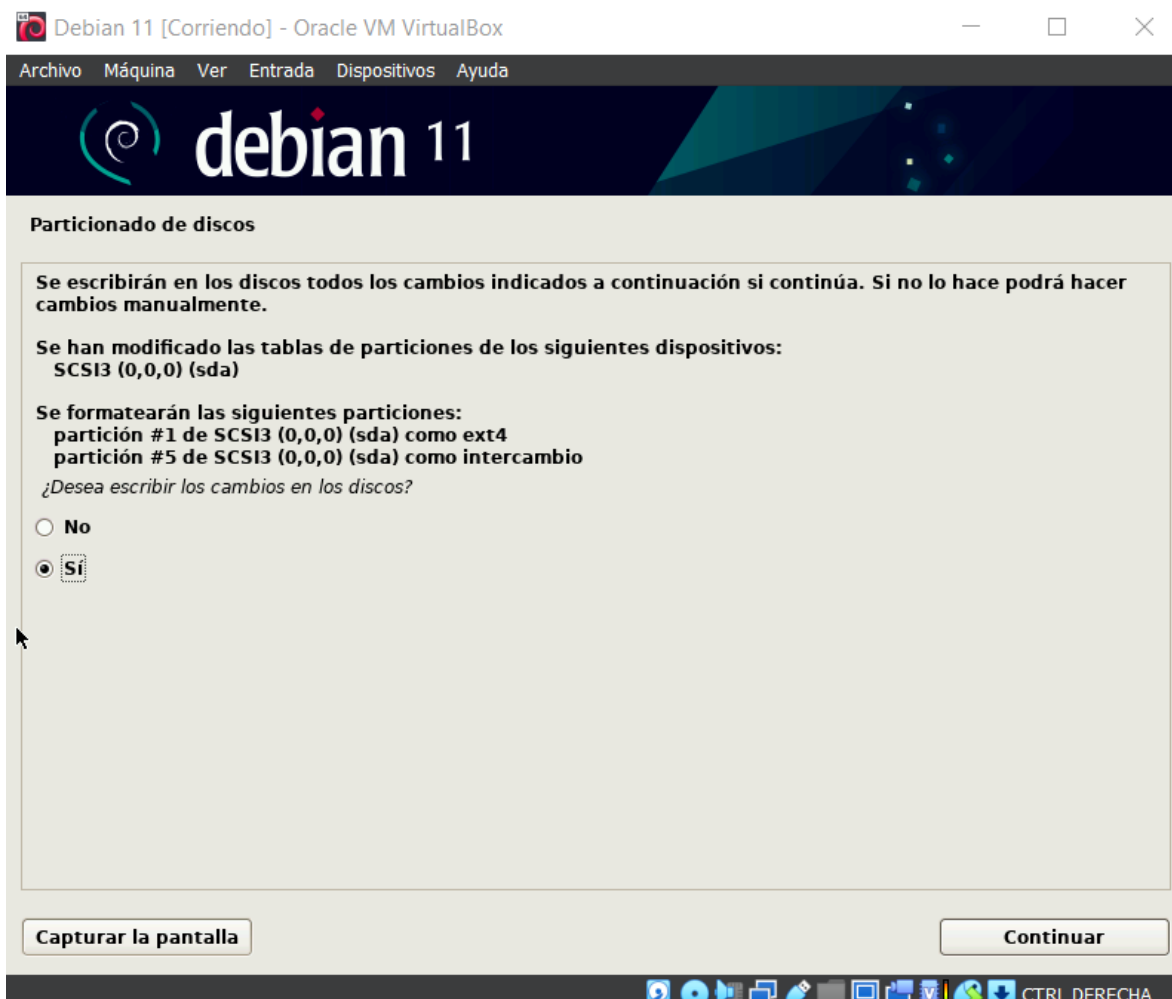 Debian 11 [Corriendo] - Oracle VM VirtualBox
Archivo Máquina Ver Entrada Dispositivos Ayuda
debian 11
Particionado de discos
Se escribirán en los discos todos los cambios indicados a continuación si continúa. Si no lo hace podrá hacer
cambios manualmente.
Se han modificado las tablas de particiones de los siguientes dispositivos:
SCSI3 (0,0,0) (sda)
Se formatearán las siguientes particiones:
partición #1 de SCSI3 (0,0,0) (sda) como ext4
partición #5 de SCSI3 (0,0,0) (sda) como intercambio
¿Desea escribir los cambios en los discos?
No
Sí
Capturar la pantalla
Continuar
CTRL DERECHA